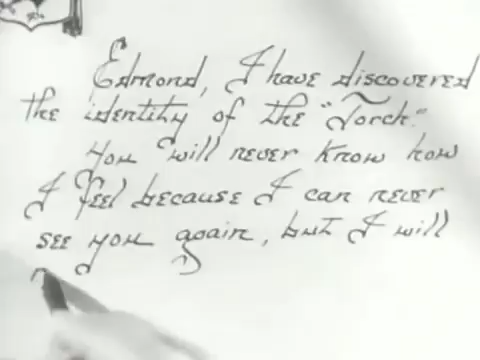 Edmond, I have discovered
the identity of the "Torch."
You will never know how
I feel because I can never
see you again, but I will